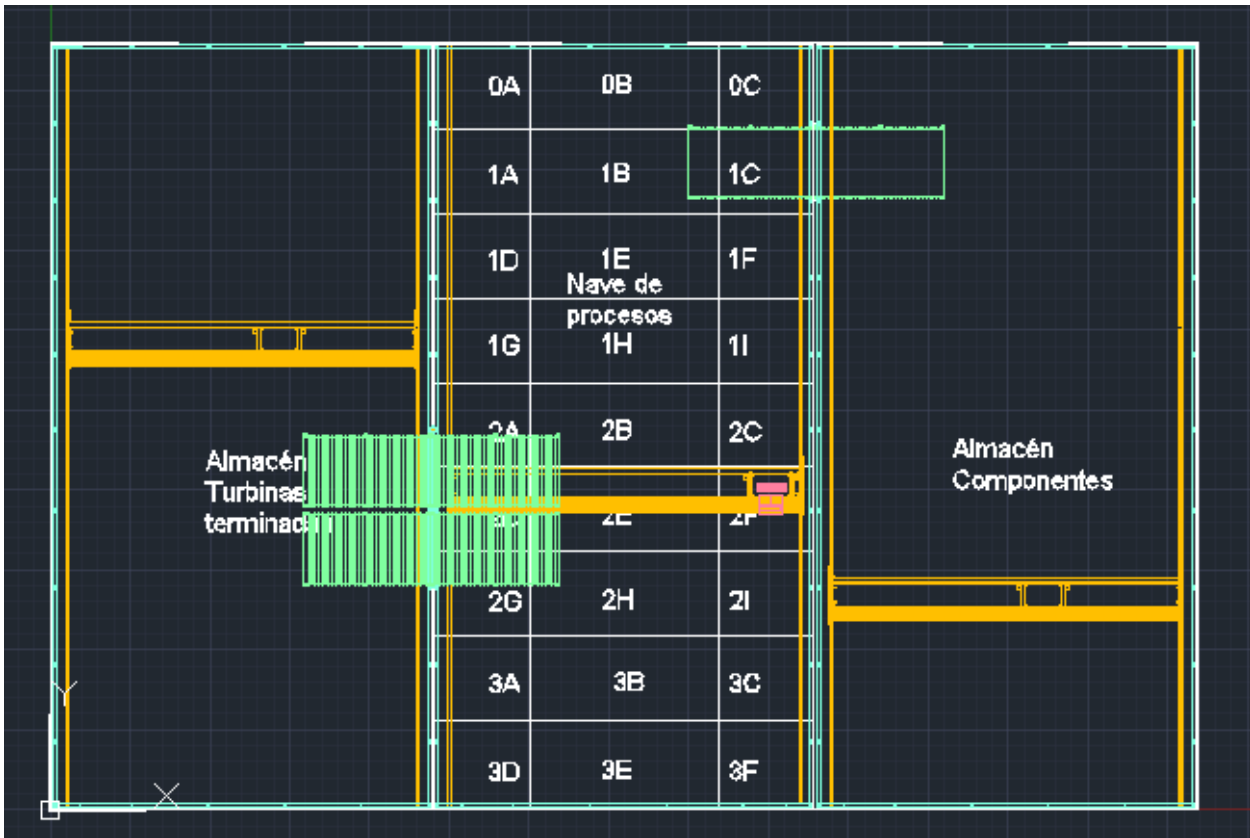 0A 0B 0C
1A 1B 1C
1D 1E 1F
Nave de
procesos
1G 1H 1I
2A 2B 2C
Almacén
Turbinas
Almacén
Componentes
2E 2F
2G 2H 2I
3A 3B 3C
Y
3D 3E 3F
X